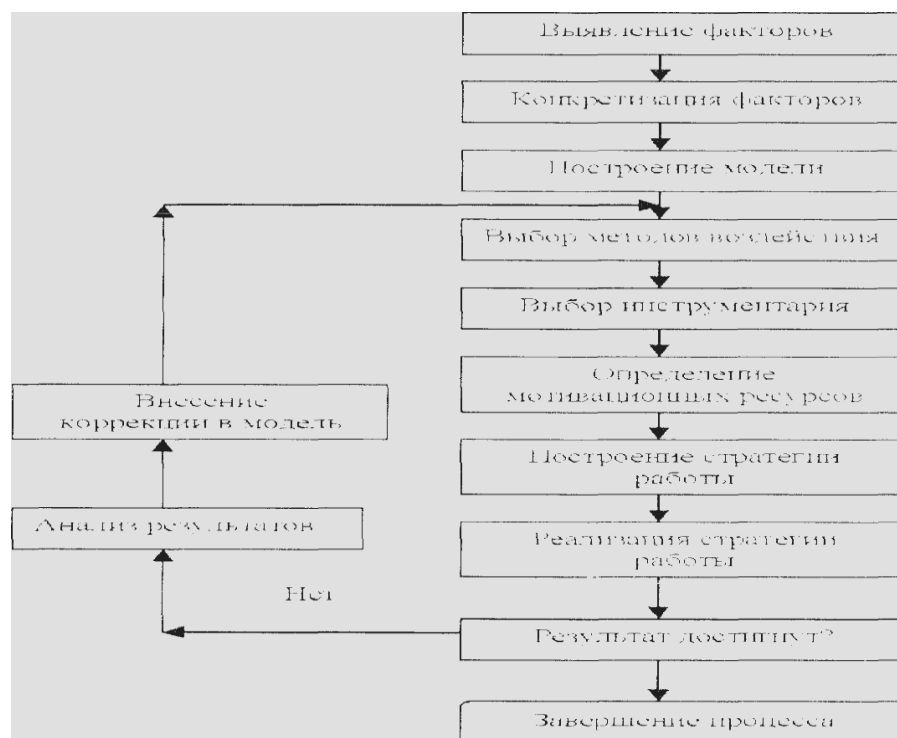 Выявление факторов
Конкретизация факторов
Построение модели
Выбор методов воздействия
Выбор инструментария
Определение
мотивационных ресурсов
Построение стратегии
работы
Реализация стратегии
работы
Результат достигнут?
Завершение процесса
Нет
Анализ результатов
Внесение
коррекции в модель